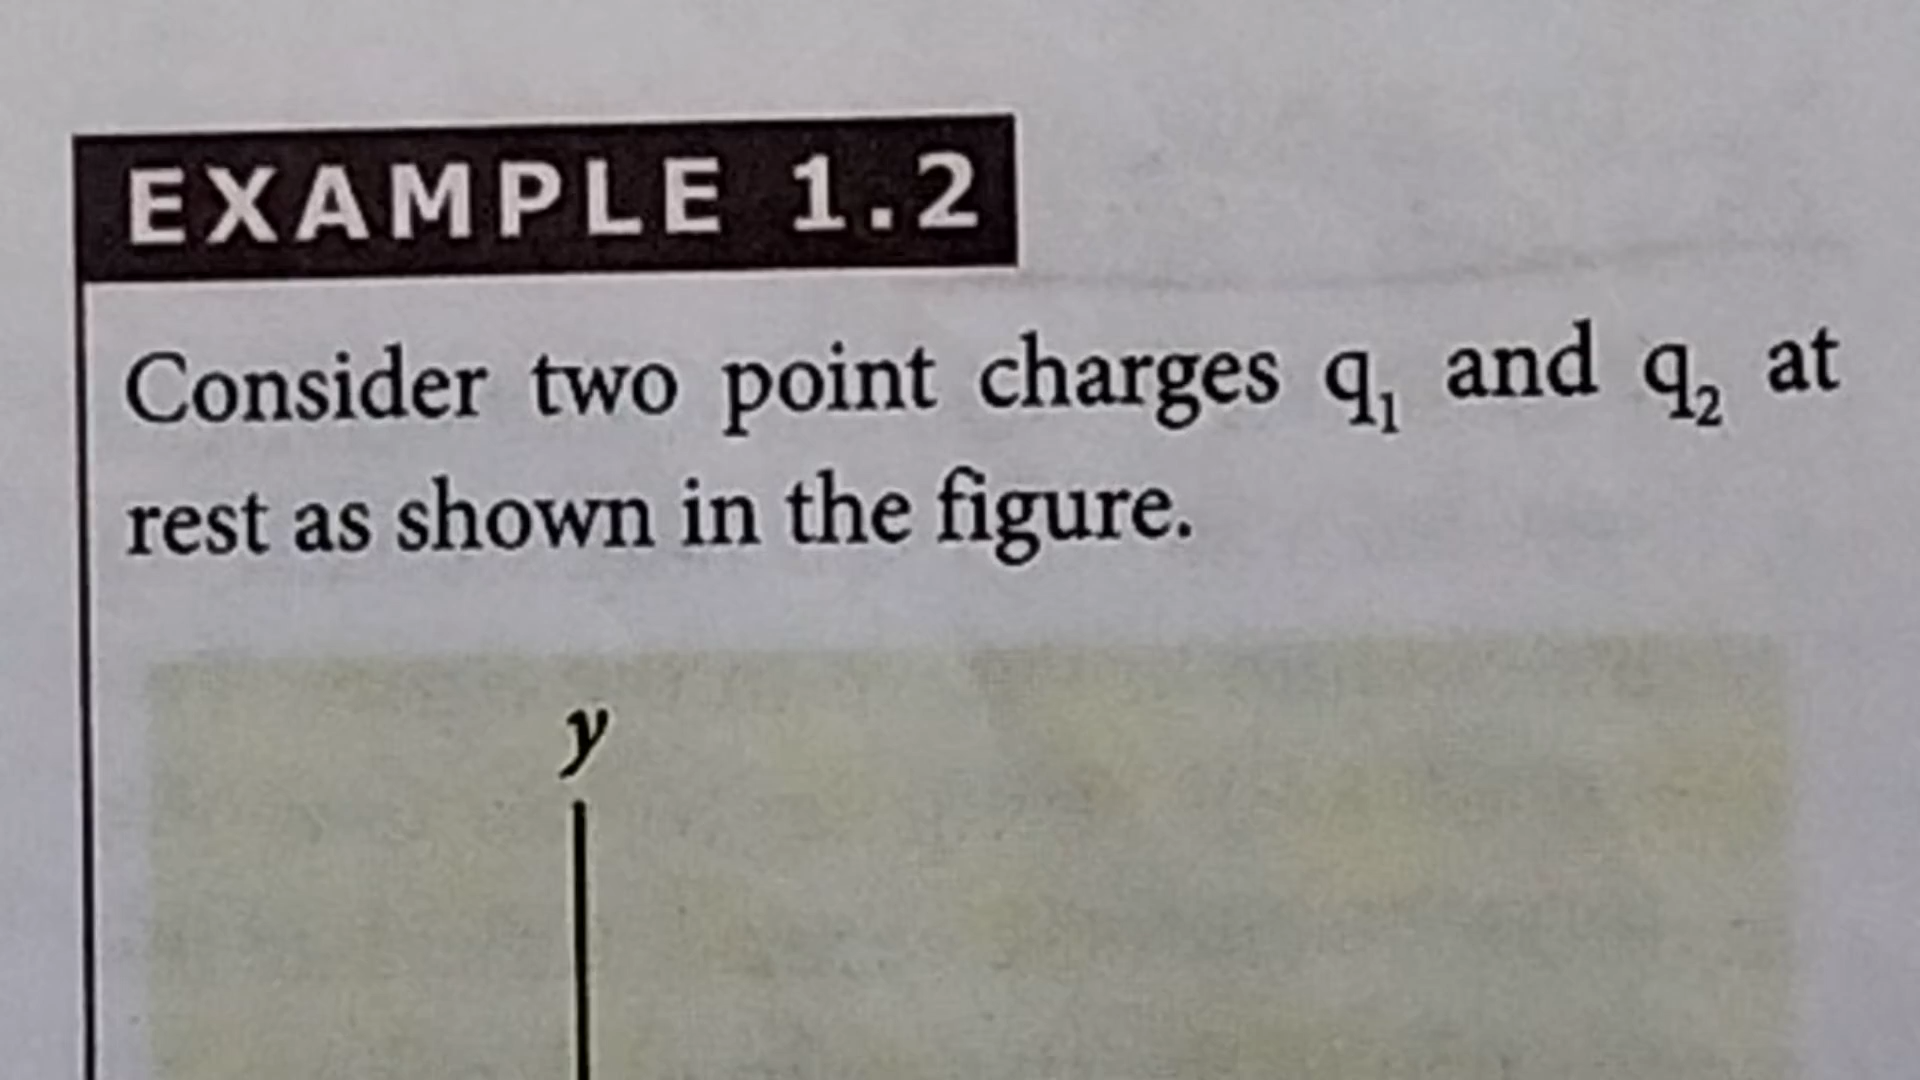 EXAMPLE 1.2
Consider two point charges q₁ and q₂ at
rest as shown in the figure.
y